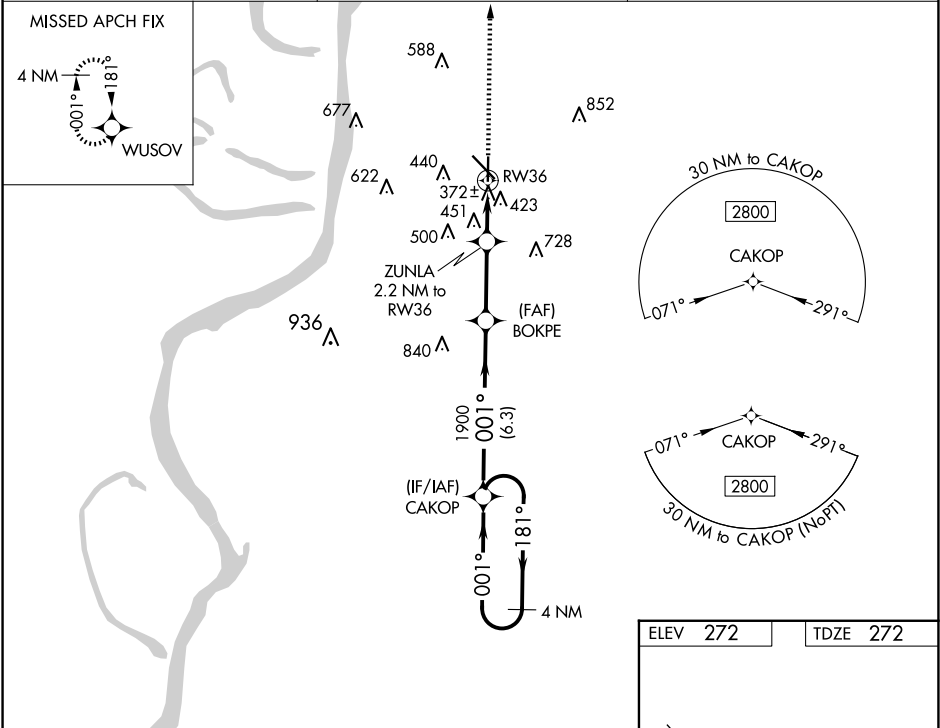 MISSED APCH FIX
4 NM
181°
001°
WUSOV
588
677
852
622
440
RW36
372±
423
451
500
728
ZUNLA
2.2 NM to
RW36
936
(FAF)
BOKPE
840
1900
001°
(6.3)
(IF/IAF)
CAKOP
181°
001°
4 NM
30 NM to CAKOP
2800
CAKOP
071°
291°
071°
CAKOP
291°
2800
30 NM to CAKOP (NoPT)
ELEV 272
TDZE 272